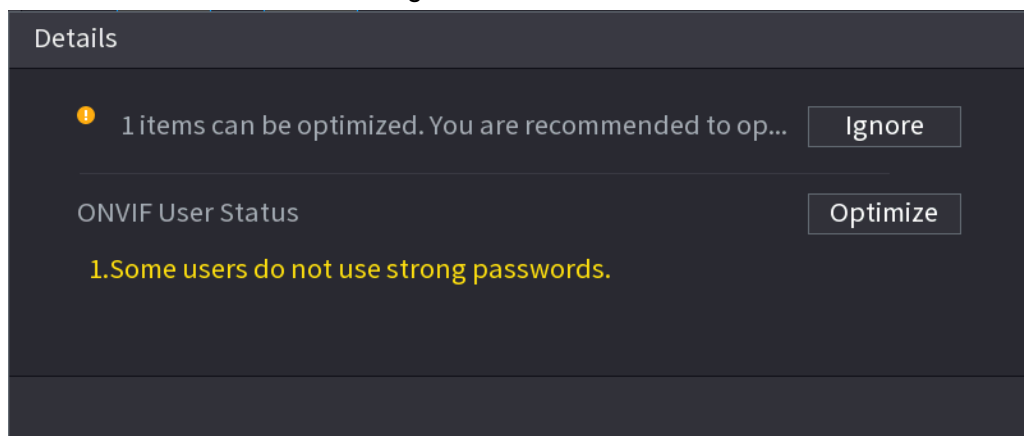 Details
1 items can be optimized. You are recommended to op...
Ignore
ONVIF User Status
Optimize
1.Some users do not use strong passwords.